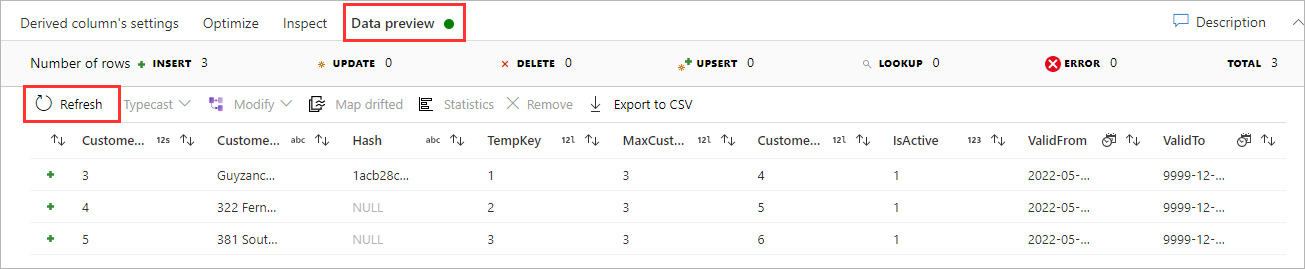 Derived column's settings Optimize Inspect Data preview Description
Number of rows INSERT 3 UPDATE 0 DELETE 0 UPSERT 0 LOOKUP 0 ERROR 0 TOTAL 3
Refresh Typecast Modify Map drifted Statistics Remove Export to CSV
Custome... 12s Custome... abc Hash abc TempKey 12l MaxCust... 12l Custome... 12l IsActive 123 ValidFrom ValidTo
3 Guyzanc... 1acb28c... 1 3 4 1 2022-05-... 9999-12-...
4 322 Fern... NULL 2 3 5 1 2022-05-... 9999-12-...
5 381 Sout... NULL 3 3 6 1 2022-05-... 9999-12-...